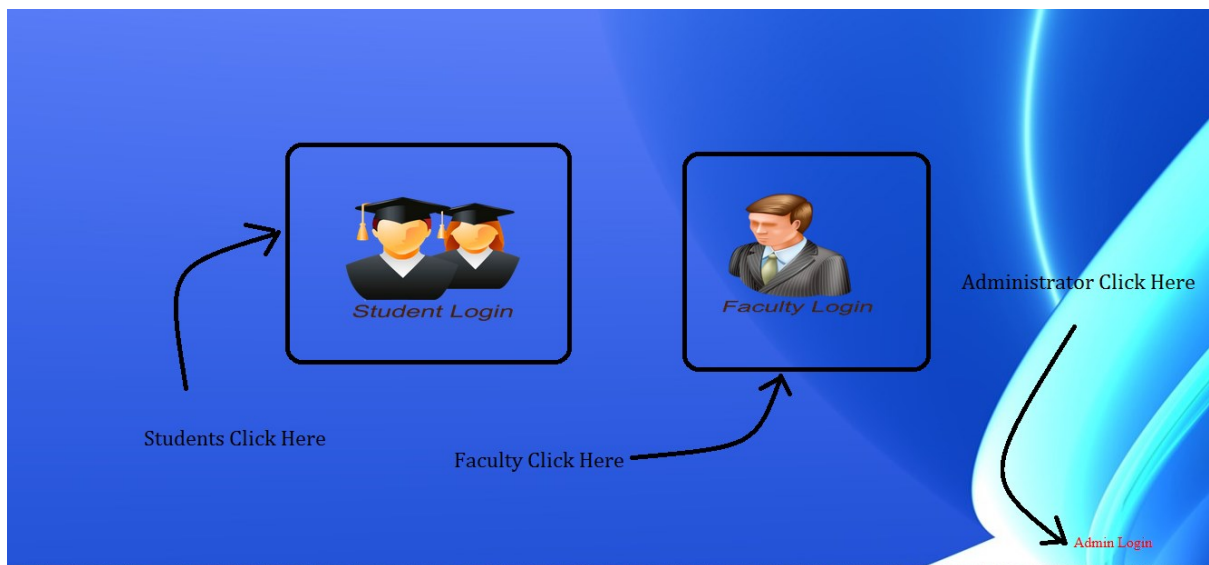 Student Login
Faculty Login
Administrator Click Here
Students Click Here
Faculty Click Here
Admin Login